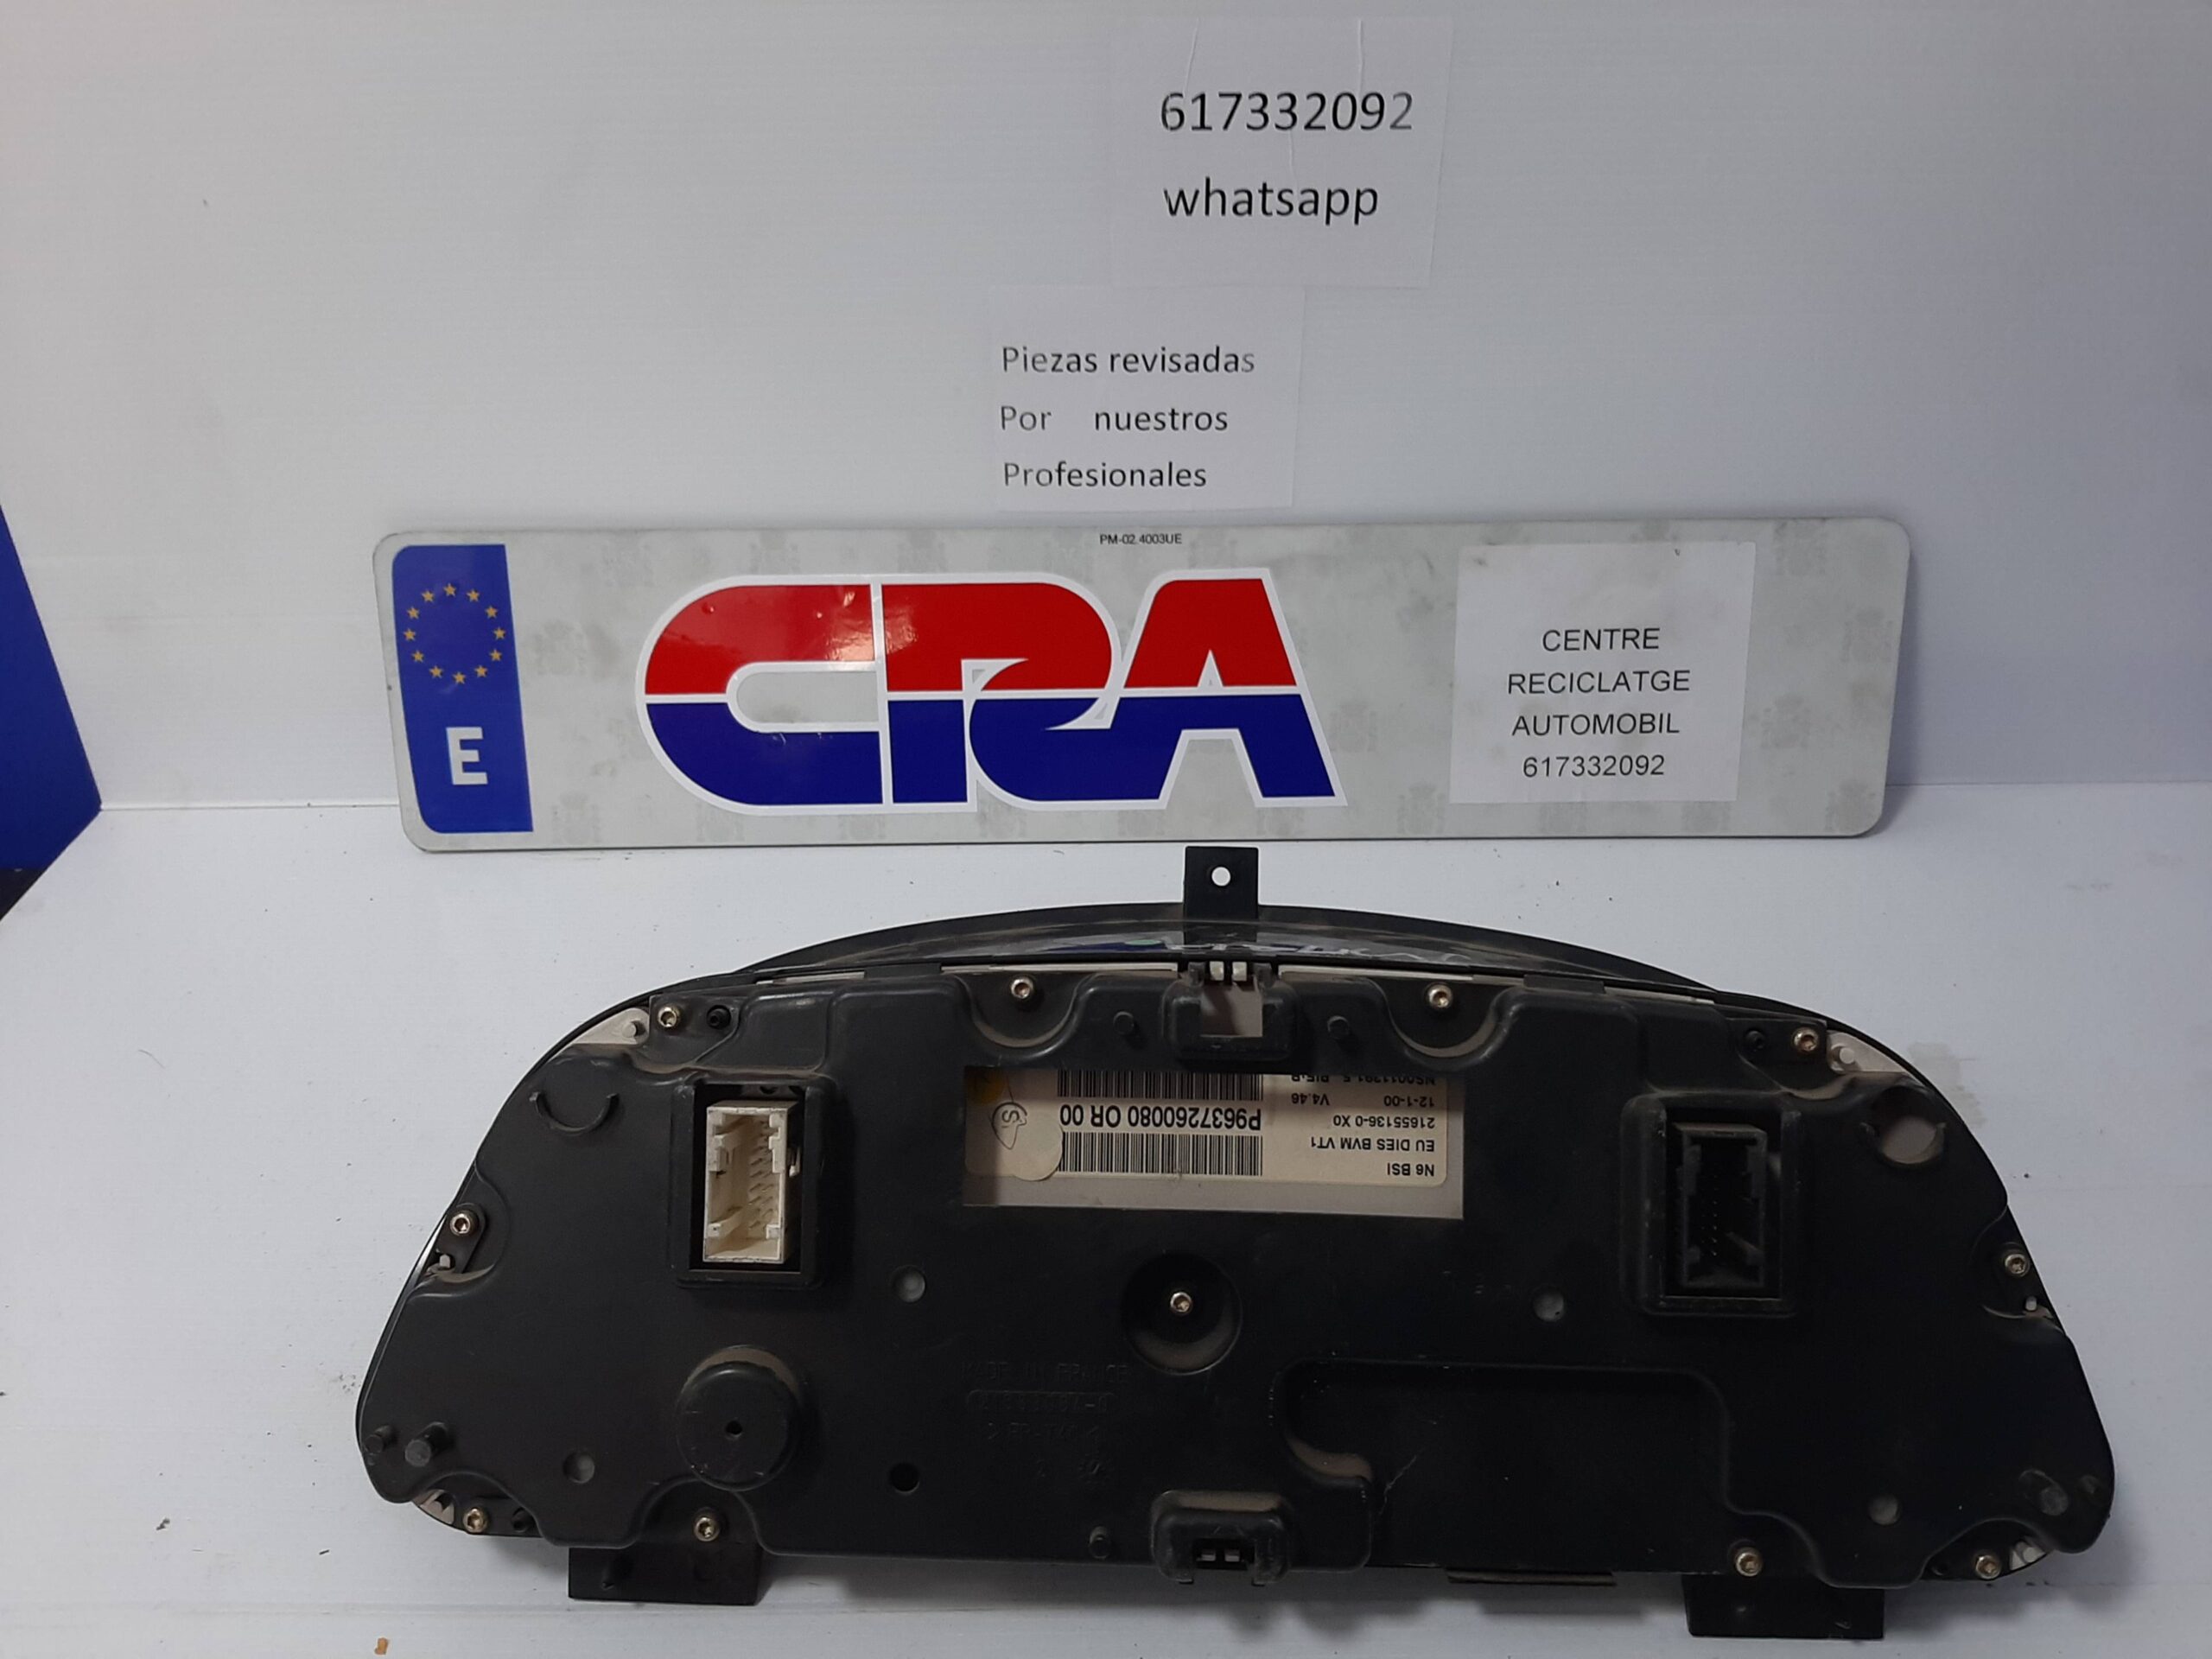 617332092
whatsapp
Piezas revisadas
Por nuestros
Profesionales
PM-02.4003UE
E
CRA
CENTRE
RECICLATGE
AUTOMOBIL
617332092
N6 BSI
EU DIES BVM VT1
21655136-0 X0
12-1-00 V4.46
P9637260080 OR 00